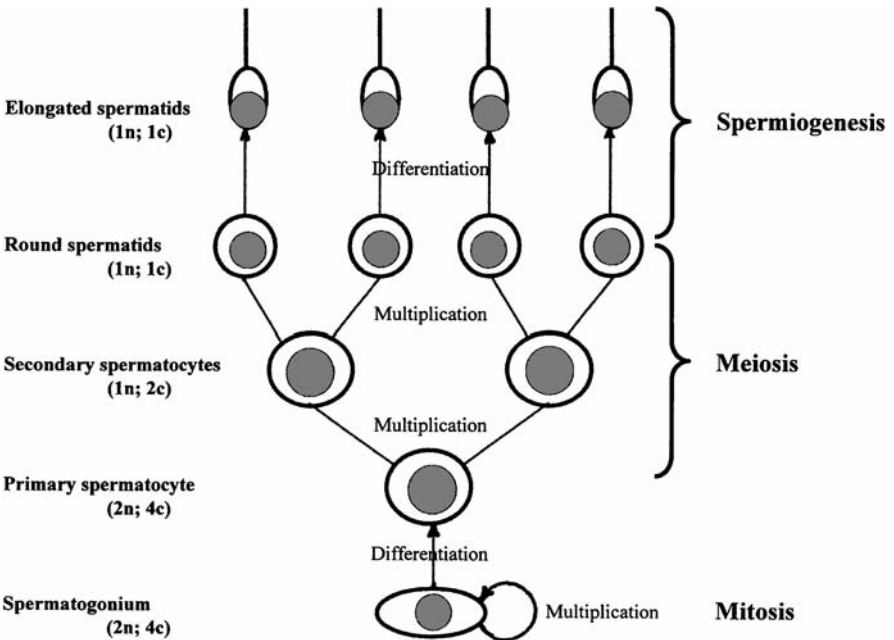 Elongated spermatids
(1n; 1c)
Spermiogenesis
Differentiation
Round spermatids
(1n; 1c)
Multiplication
Secondary spermatocytes
(1n; 2c)
Meiosis
Multiplication
Primary spermatocyte
(2n; 4c)
Differentiation
Spermatogonium
(2n; 4c)
Multiplication
Mitosis